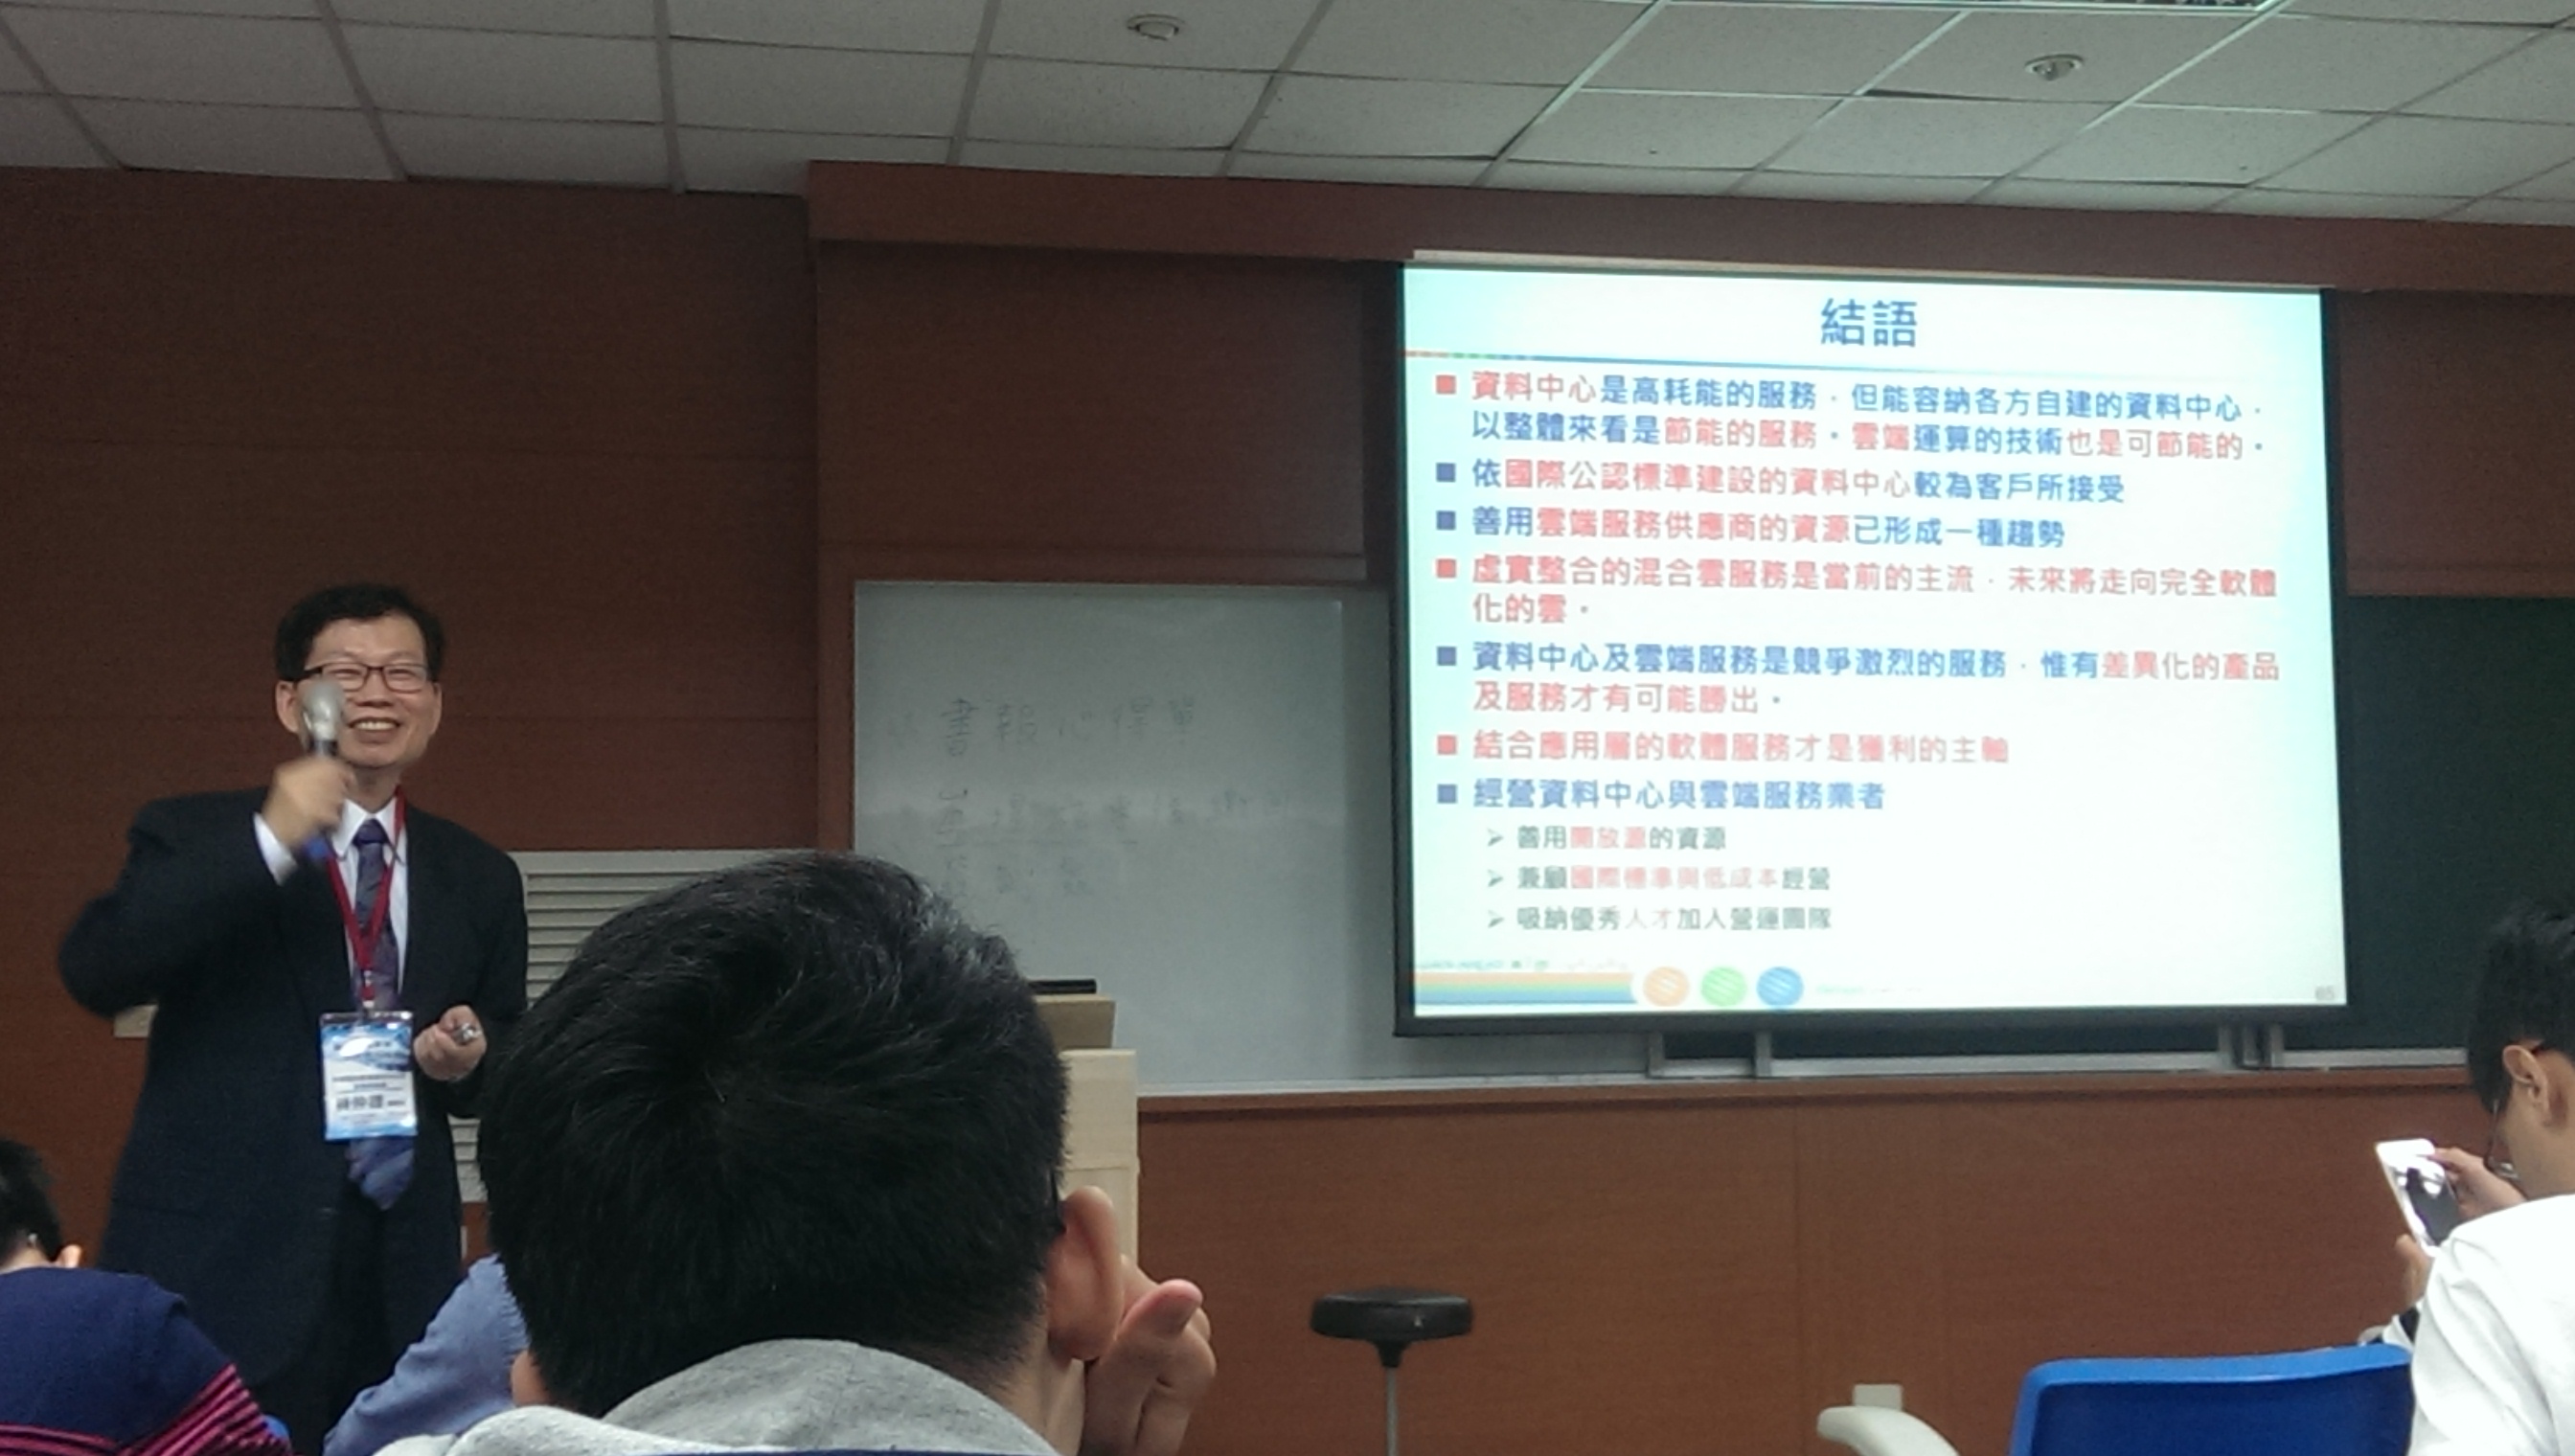 結語
資料中心是高耗能的服務，但能容納各方自建的資料中心，
以整體來看是節能的服務。雲端運算的技術也是可節能的。
依國際公認標準建設的資料中心較為客戶所接受
善用雲端服務供應商的資源已形成一種趨勢
虛實整合的混合雲服務是當前的主流，未來將走向完全軟體
化的雲。
資料中心及雲端服務是競爭激烈的服務，惟有差異化的產品
及服務才有可能勝出。
結合應用層的軟體服務才是獲利的主軸
經營資料中心與雲端服務業者
善用開放源的資源
兼顧國際標準與低成本經營
吸納優秀人才加入營運團隊
65